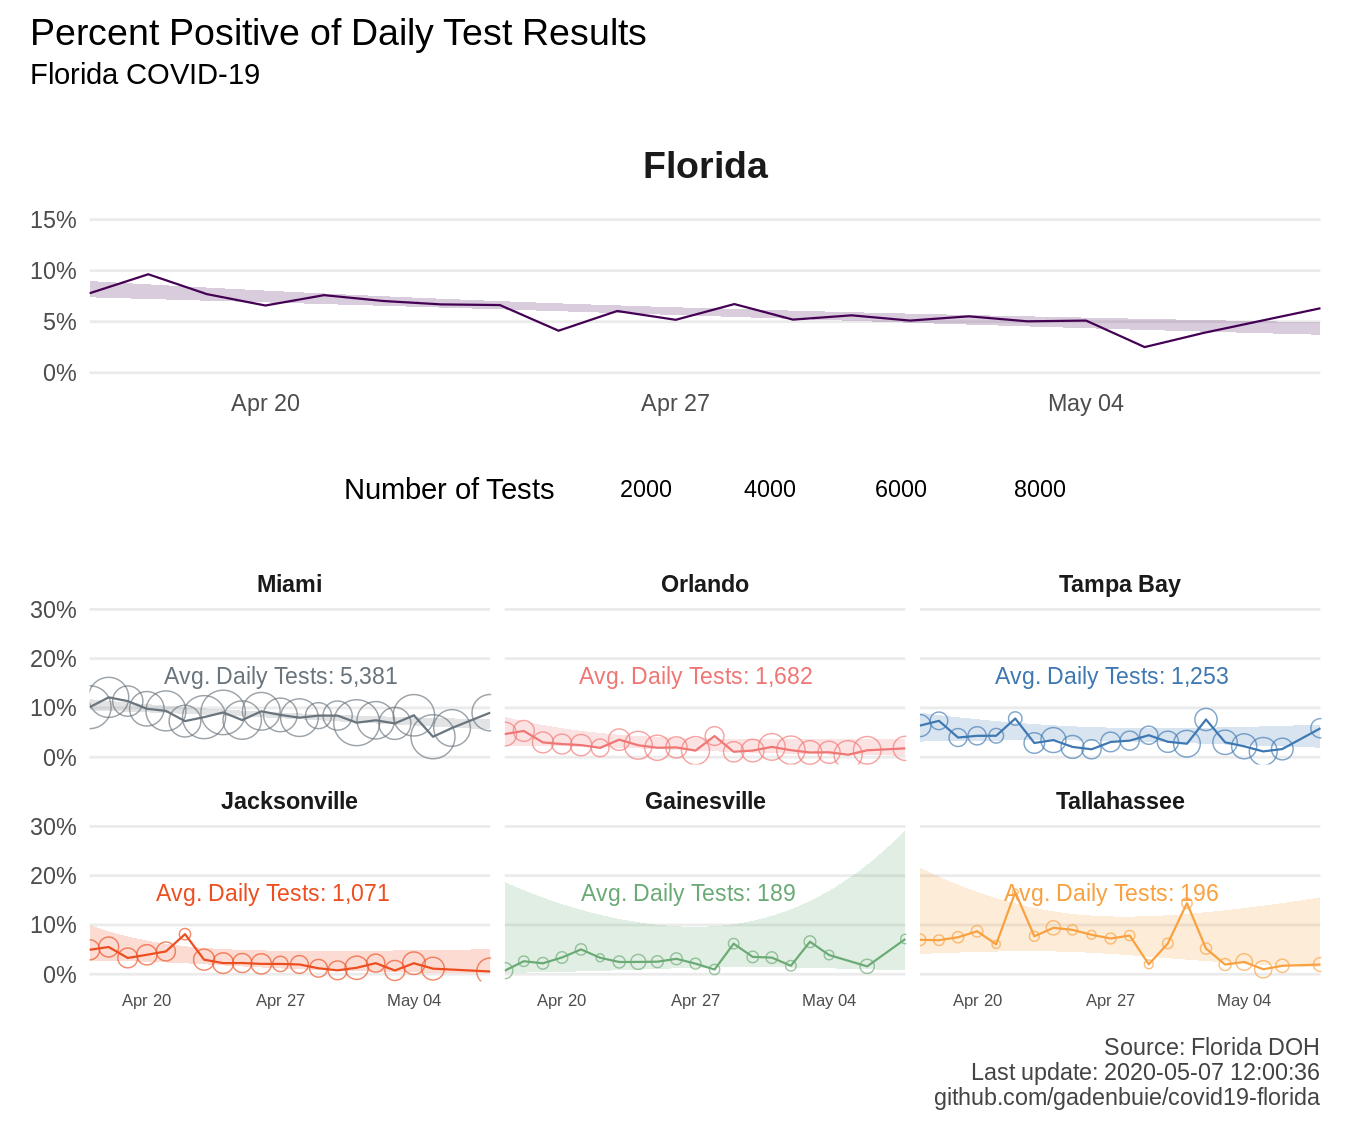 Percent Positive of Daily Test Results
Florida COVID-19
Florida
15%
10%
5%
0%
Apr 20 Apr 27 May 04
Number of Tests 2000 4000 6000 8000
Miami Orlando Tampa Bay
30%
20%
Avg. Daily Tests: 5,381 Avg. Daily Tests: 1,682 Avg. Daily Tests: 1,253
10%
0%
Jacksonville Gainesville Tallahassee
30%
20%
Avg. Daily Tests: 1,071 Avg. Daily Tests: 189 Avg. Daily Tests: 196
10%
0%
Apr 20 Apr 27 May 04 Apr 20 Apr 27 May 04 Apr 20 Apr 27 May 04
Source: Florida DOH
Last update: 2020-05-07 12:00:36
github.com/gadenbuie/covid19-florida